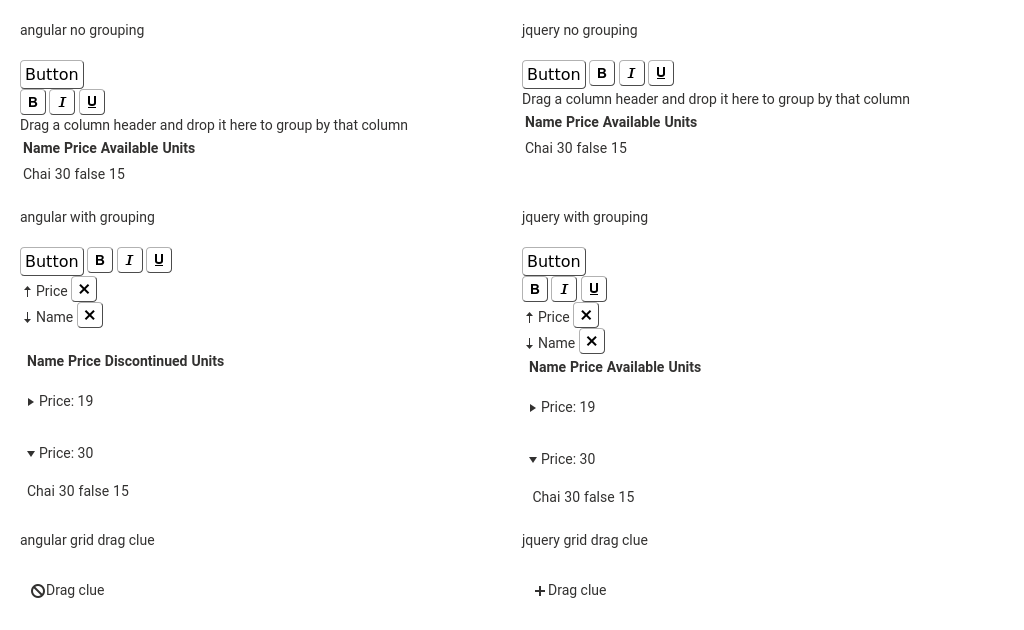 angular no grouping
Button
B I U
Drag a column header and drop it here to group by that column
Name Price Available Units
Chai 30 false 15
jquery no grouping
Button B I U
Drag a column header and drop it here to group by that column
Name Price Available Units
Chai 30 false 15
angular with grouping
Button B I U
↑ Price ✕
↓ Name ✕
Name Price Discontinued Units
Price: 19
Price: 30
Chai 30 false 15
jquery with grouping
Button
B I U
↑ Price ✕
↓ Name ✕
Name Price Available Units
Price: 19
Price: 30
Chai 30 false 15
angular grid drag clue
Drag clue
jquery grid drag clue
Drag clue